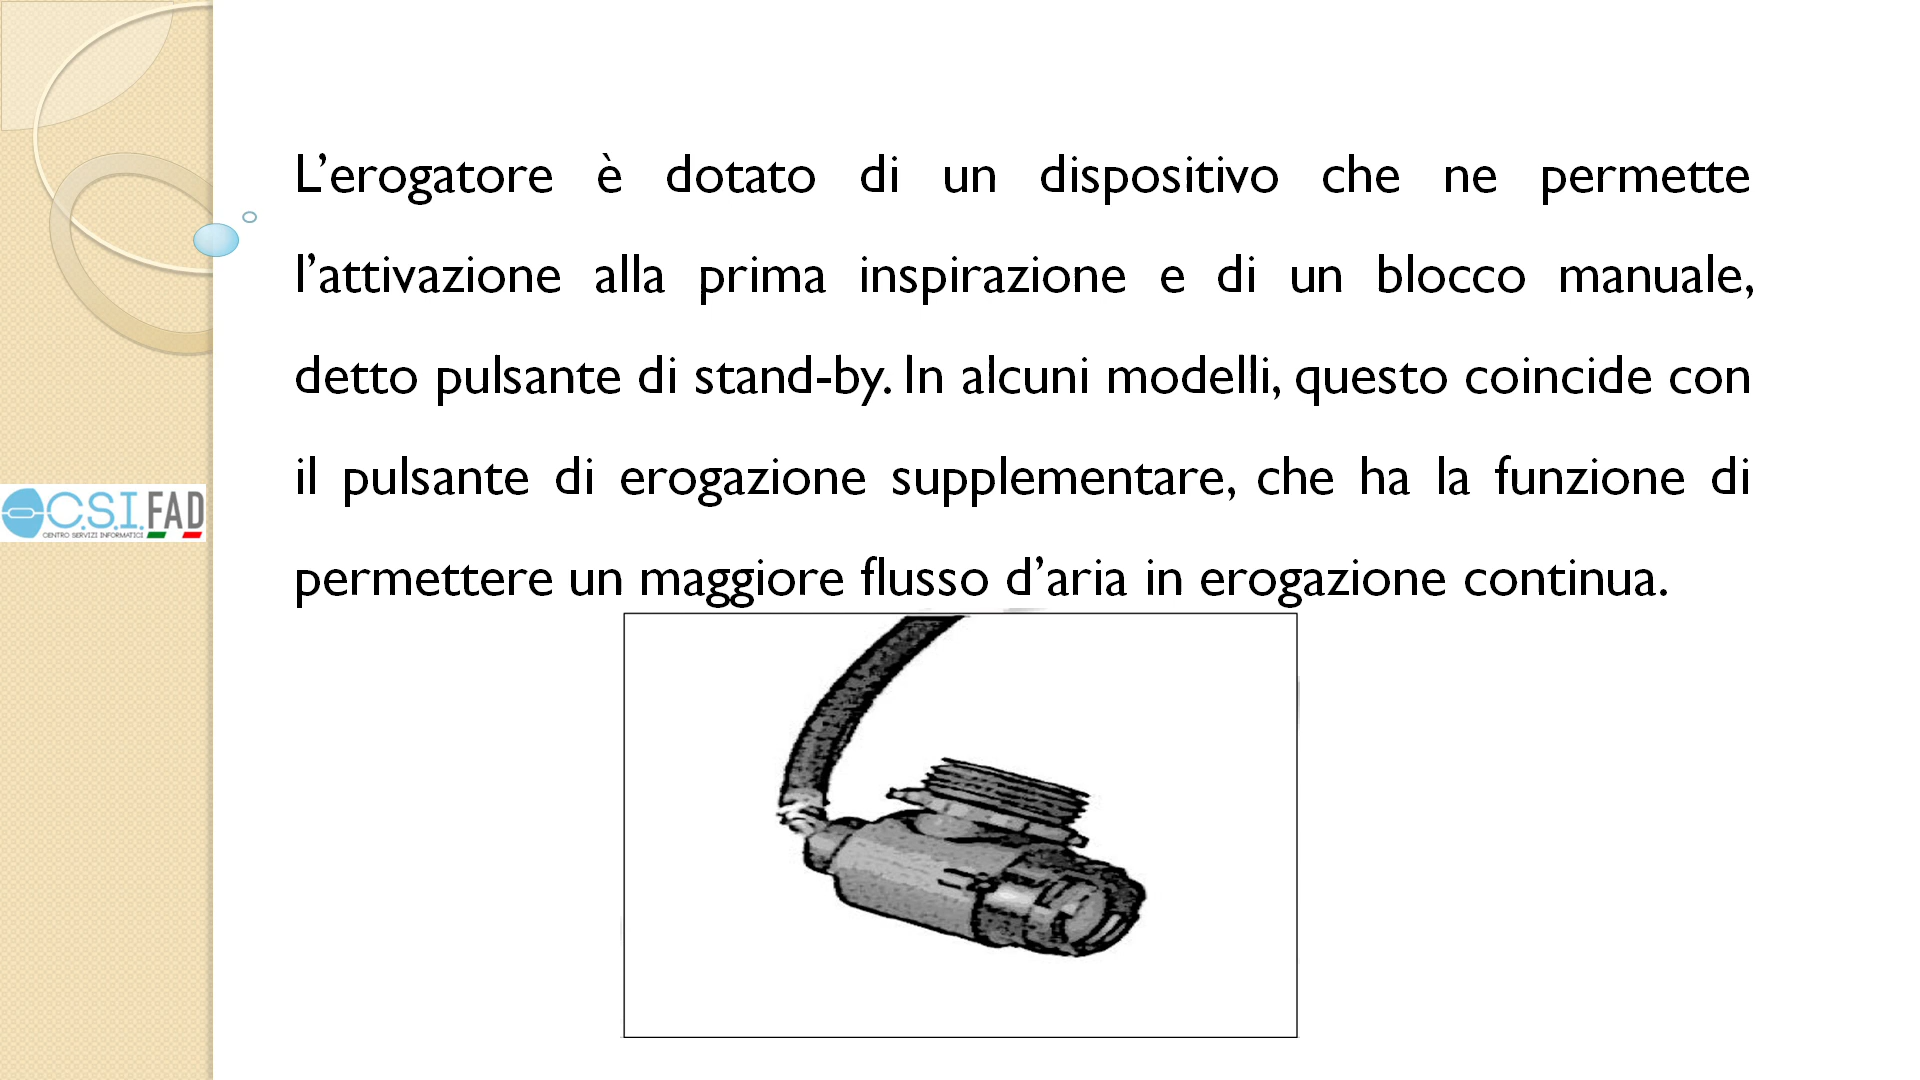 L’erogatore è dotato di un dispositivo che ne permette
l’attivazione alla prima inspirazione e di un blocco manuale,
detto pulsante di stand-by. In alcuni modelli, questo coincide con
il pulsante di erogazione supplementare, che ha la funzione di
permettere un maggiore flusso d’aria in erogazione continua.
C.S.I. FAD
CENTRO SERVIZI INFORMATICI